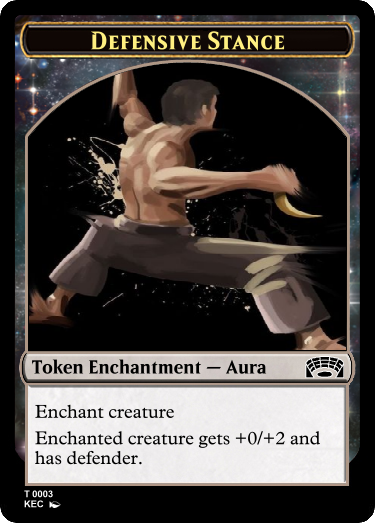 Defensive Stance
Token Enchantment — Aura
Enchant creature
Enchanted creature gets +0/+2 and
has defender.
T 0003
KEC